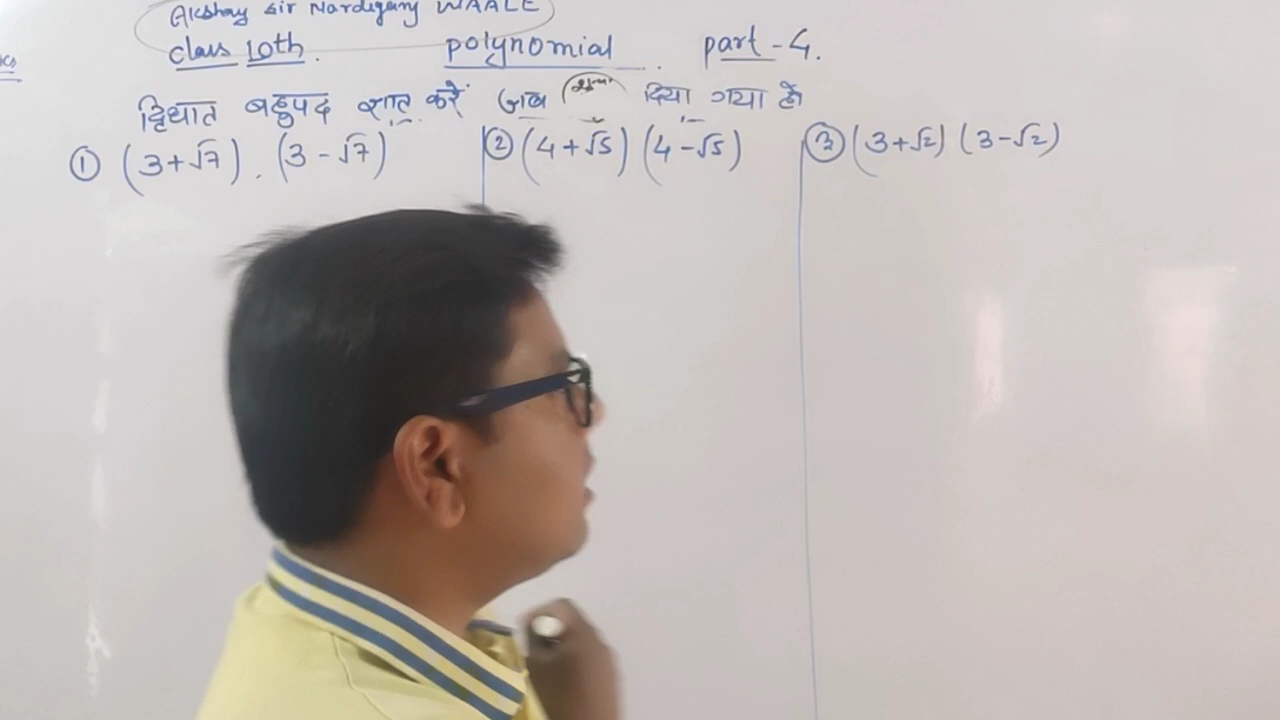 Akshay sir Nardiganj WAALE
class 10th. polynomial. part-4.
द्विघात बहुपद ज्ञात करें जब शून्यक दिया गया हो
① (3+√7). (3-√7) ② (4+√5) (4-√5) ③ (3+√2) (3-√2)